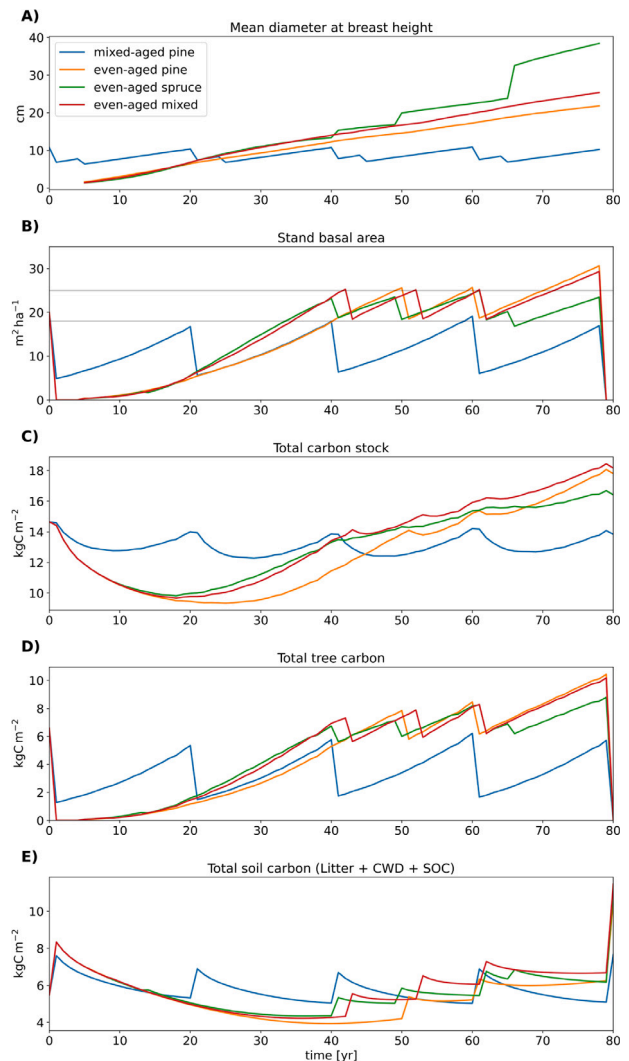 A)
Mean diameter at breast height
40
30
20
10
0
cm
mixed-aged pine
even-aged pine
even-aged spruce
even-aged mixed
0 10 20 30 40 50 60 70 80
B)
Stand basal area
30
20
10
0
m² ha⁻¹
0 10 20 30 40 50 60 70 80
C)
Total carbon stock
18
16
14
12
10
kgC m⁻²
0 10 20 30 40 50 60 70 80
D)
Total tree carbon
10
8
6
4
2
0
kgC m⁻²
0 10 20 30 40 50 60 70 80
E)
Total soil carbon (Litter + CWD + SOC)
10
8
6
4
kgC m⁻²
0 10 20 30 40 50 60 70 80
time [yr]